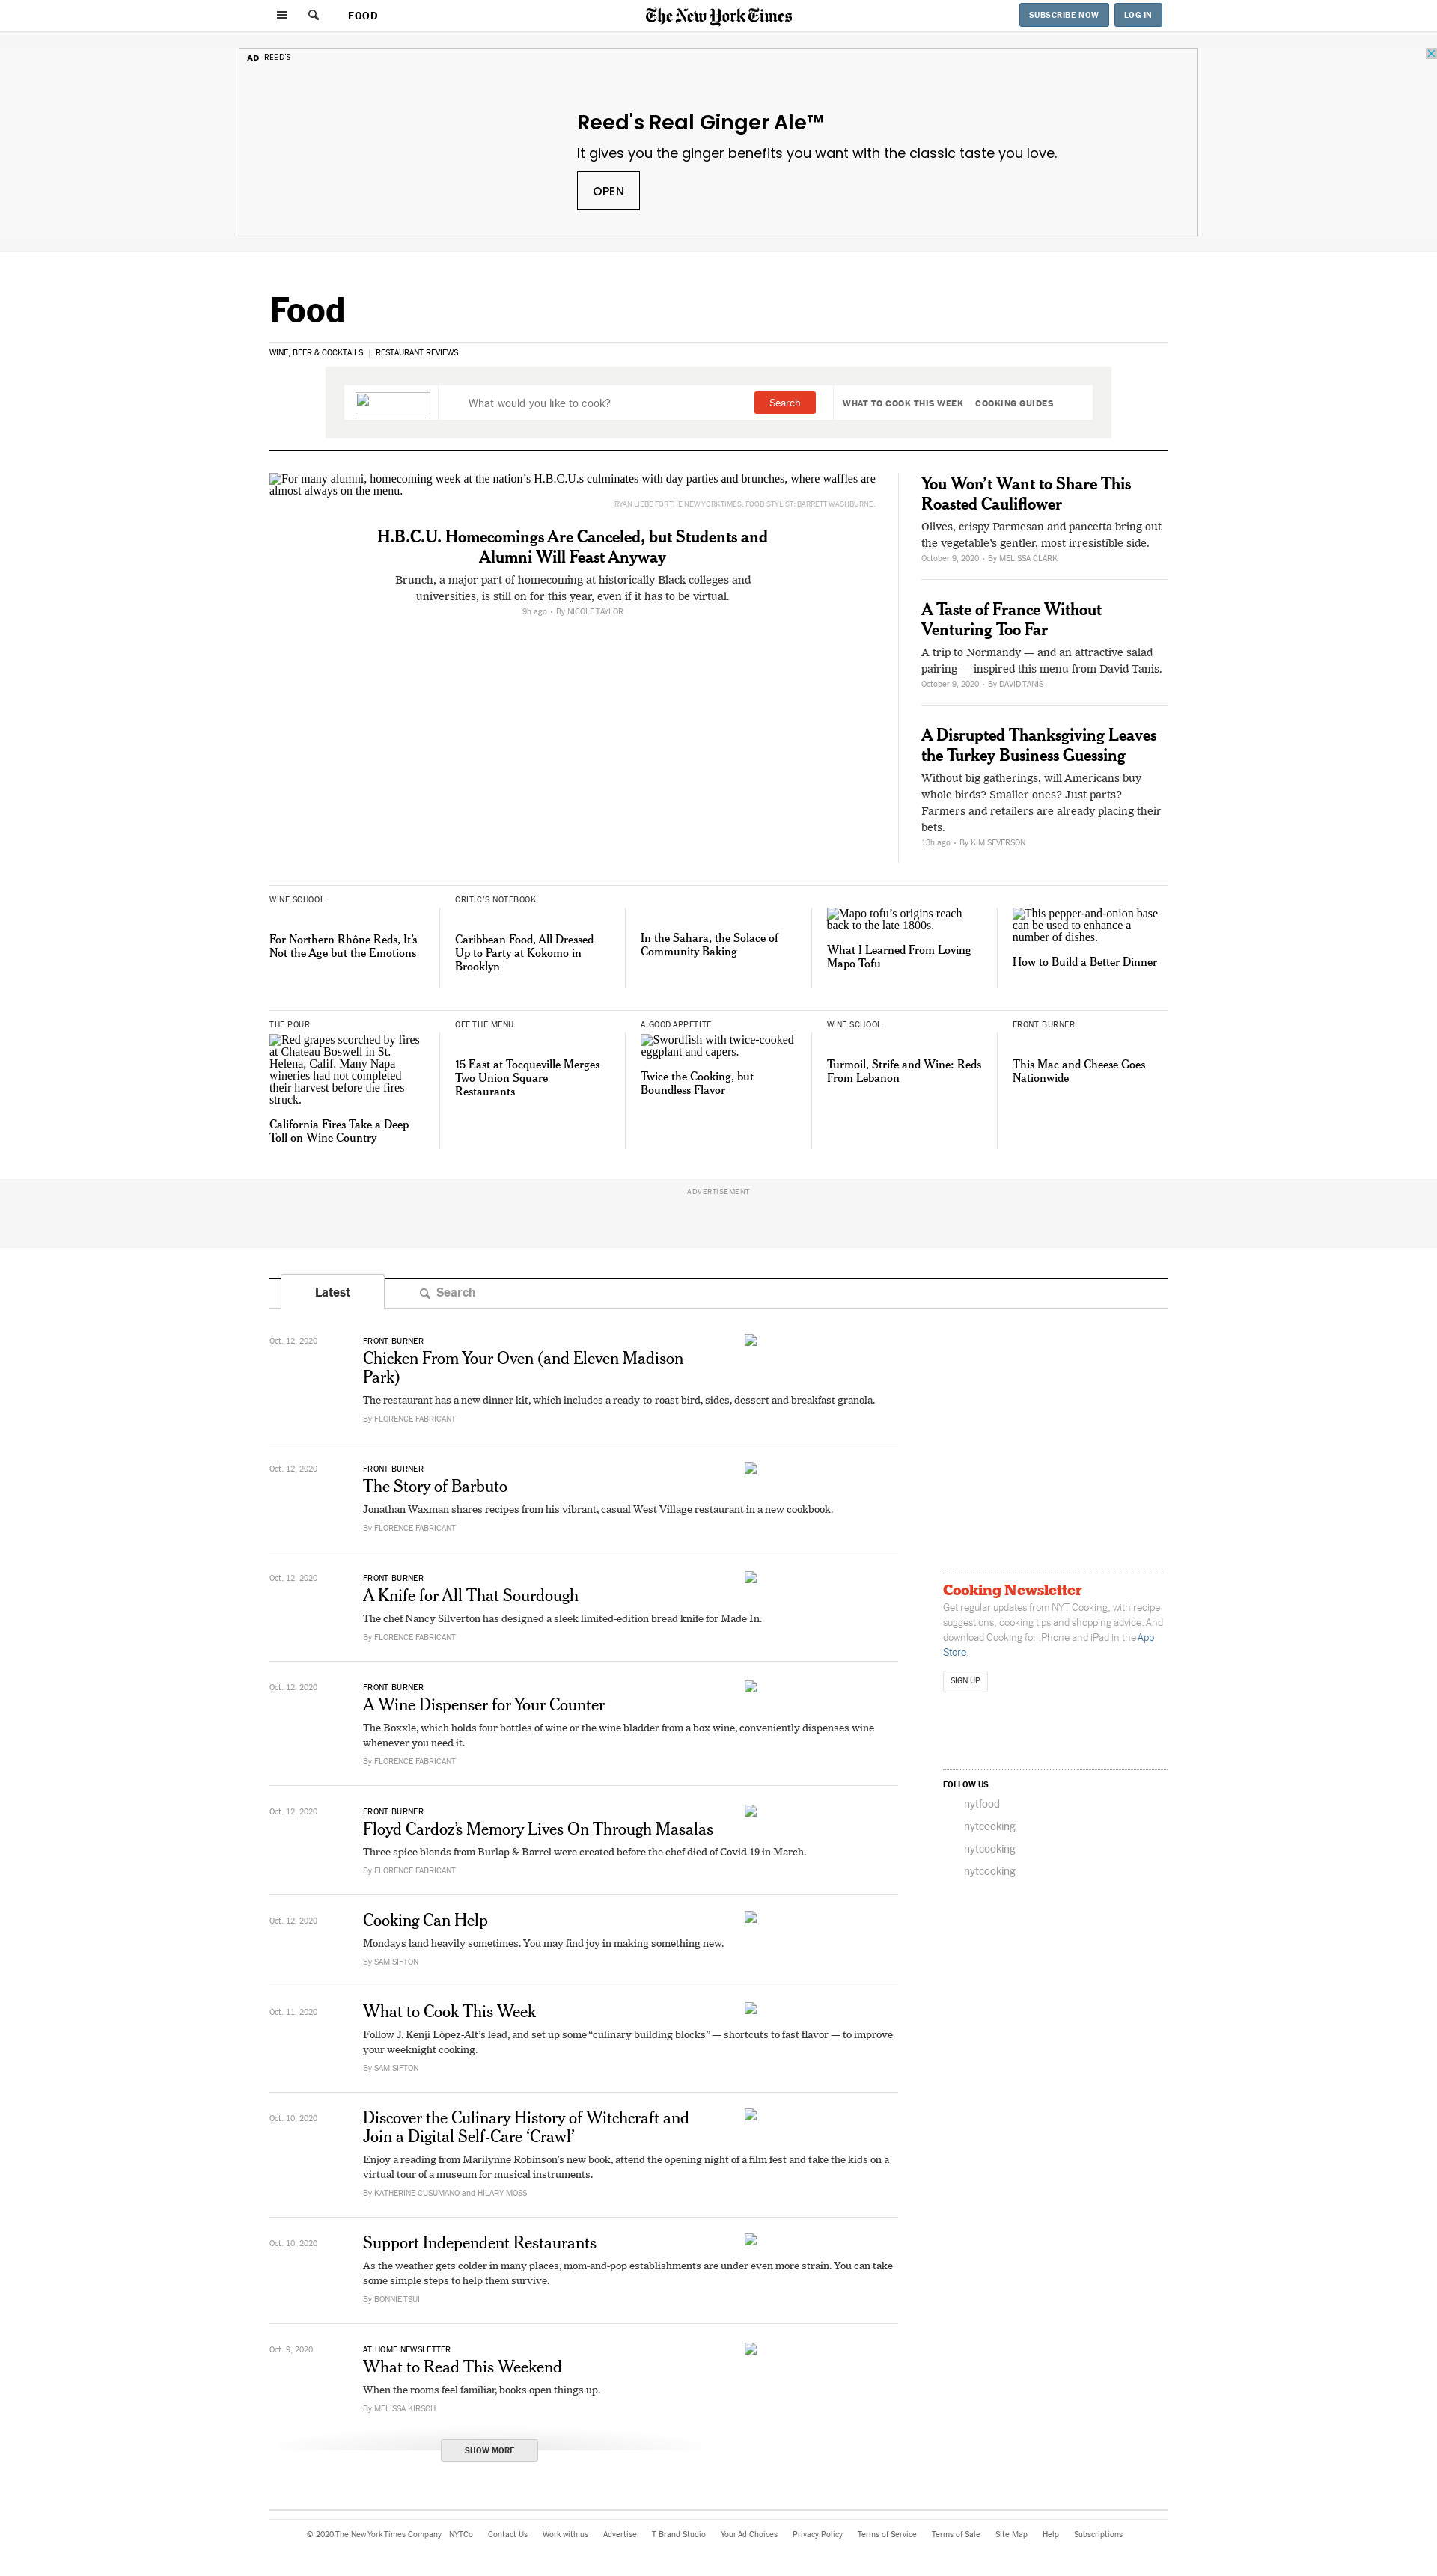 FOOD
The New York Times
SUBSCRIBE NOW
LOG IN
AD REED'S
Reed's Real Ginger Ale™
It gives you the ginger benefits you want with the classic taste you love.
OPEN
Food
WINE, BEER & COCKTAILS
RESTAURANT REVIEWS
What would you like to cook?
Search
WHAT TO COOK THIS WEEK
COOKING GUIDES
For many alumni, homecoming week at the nation's H.B.C.U.s culminates with day parties and brunches, where waffles are
almost always on the menu.
RYAN LIEBE FOR THE NEW YORK TIMES. FOOD STYLIST: BARRETT WASHBURNE.
H.B.C.U. Homecomings Are Canceled, but Students and
Alumni Will Feast Anyway
Brunch, a major part of homecoming at historically Black colleges and
universities, is still on for this year, even if it has to be virtual.
9h ago • By NICOLE TAYLOR
You Won't Want to Share This
Roasted Cauliflower
Olives, crispy Parmesan and pancetta bring out
the vegetable's gentler, most irresistible side.
October 9, 2020 • By MELISSA CLARK
A Taste of France Without
Venturing Too Far
A trip to Normandy — and an attractive salad
pairing — inspired this menu from David Tanis.
October 9, 2020 • By DAVID TANIS
A Disrupted Thanksgiving Leaves
the Turkey Business Guessing
Without big gatherings, will Americans buy
whole birds? Smaller ones? Just parts?
Farmers and retailers are already placing their
bets.
13h ago • By KIM SEVERSON
WINE SCHOOL
For Northern Rhône Reds, It's
Not the Age but the Emotions
CRITIC'S NOTEBOOK
Caribbean Food, All Dressed
Up to Party at Kokomo in
Brooklyn
In the Sahara, the Solace of
Community Baking
Mapo tofu's origins reach
back to the late 1800s.
What I Learned From Loving
Mapo Tofu
This pepper-and-onion base
can be used to enhance a
number of dishes.
How to Build a Better Dinner
THE POUR
Red grapes scorched by fires
at Chateau Boswell in St.
Helena, Calif. Many Napa
wineries had not completed
their harvest before the fires
struck.
California Fires Take a Deep
Toll on Wine Country
OFF THE MENU
15 East at Tocqueville Merges
Two Union Square
Restaurants
A GOOD APPETITE
Swordfish with twice-cooked
eggplant and capers.
Twice the Cooking, but
Boundless Flavor
WINE SCHOOL
Turmoil, Strife and Wine: Reds
From Lebanon
FRONT BURNER
This Mac and Cheese Goes
Nationwide
ADVERTISEMENT
Latest
Search
Oct. 12, 2020
FRONT BURNER
Chicken From Your Oven (and Eleven Madison
Park)
The restaurant has a new dinner kit, which includes a ready-to-roast bird, sides, dessert and breakfast granola.
By FLORENCE FABRICANT
Oct. 12, 2020
FRONT BURNER
The Story of Barbuto
Jonathan Waxman shares recipes from his vibrant, casual West Village restaurant in a new cookbook.
By FLORENCE FABRICANT
Oct. 12, 2020
FRONT BURNER
A Knife for All That Sourdough
The chef Nancy Silverton has designed a sleek limited-edition bread knife for Made In.
By FLORENCE FABRICANT
Oct. 12, 2020
FRONT BURNER
A Wine Dispenser for Your Counter
The Boxxle, which holds four bottles of wine or the wine bladder from a box wine, conveniently dispenses wine
whenever you need it.
By FLORENCE FABRICANT
Oct. 12, 2020
FRONT BURNER
Floyd Cardoz's Memory Lives On Through Masalas
Three spice blends from Burlap & Barrel were created before the chef died of Covid-19 in March.
By FLORENCE FABRICANT
Oct. 12, 2020
Cooking Can Help
Mondays land heavily sometimes. You may find joy in making something new.
By SAM SIFTON
Oct. 11, 2020
What to Cook This Week
Follow J. Kenji López-Alt's lead, and set up some “culinary building blocks” — shortcuts to fast flavor — to improve
your weeknight cooking.
By SAM SIFTON
Oct. 10, 2020
Discover the Culinary History of Witchcraft and
Join a Digital Self-Care ‘Crawl’
Enjoy a reading from Marilynne Robinson's new book, attend the opening night of a film fest and take the kids on a
virtual tour of a museum for musical instruments.
By KATHERINE CUSUMANO and HILARY MOSS
Oct. 10, 2020
Support Independent Restaurants
As the weather gets colder in many places, mom-and-pop establishments are under even more strain. You can take
some simple steps to help them survive.
By BONNIE TSUI
Oct. 9, 2020
AT HOME NEWSLETTER
What to Read This Weekend
When the rooms feel familiar, books open things up.
By MELISSA KIRSCH
SHOW MORE
Cooking Newsletter
Get regular updates from NYT Cooking, with recipe
suggestions, cooking tips and shopping advice. And
download Cooking for iPhone and iPad in the App
Store.
SIGN UP
FOLLOW US
nytfood
nytcooking
nytcooking
nytcooking
© 2020 The New York Times Company NYTCo Contact Us Work with us Advertise T Brand Studio Your Ad Choices Privacy Policy Terms of Service Terms of Sale Site Map Help Subscriptions